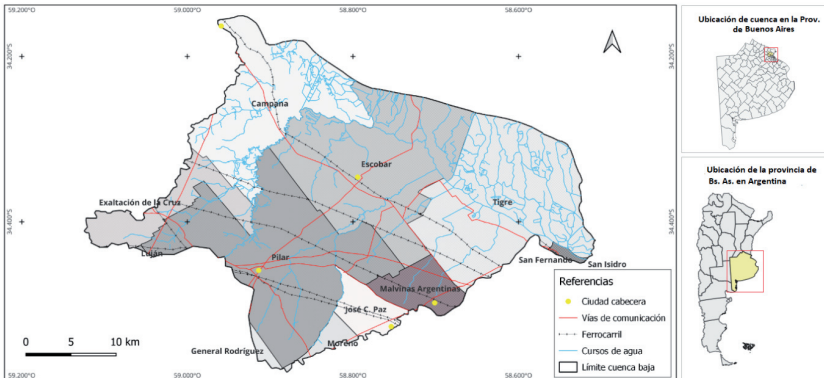 59.200°O
59.000°O
58.800°O
58.600°O
34.200°S
34.200°S
Campana
Escobar
Exaltación de la Cruz
Tigre
34.400°S
34.400°S
Luján
Pilar
San Fernando
San Isidro
Malvinas Argentinas
José C. Paz
Moreno
General Rodríguez
0 5 10 km
59.200°O
59.000°O
58.800°O
58.600°O
Referencias
Ciudad cabecera
Vías de comunicación
Ferrocarril
Cursos de agua
Límite cuenca baja
Ubicación de cuenca en la Prov.
de Buenos Aires
Ubicación de la provincia de
Bs. As. en Argentina